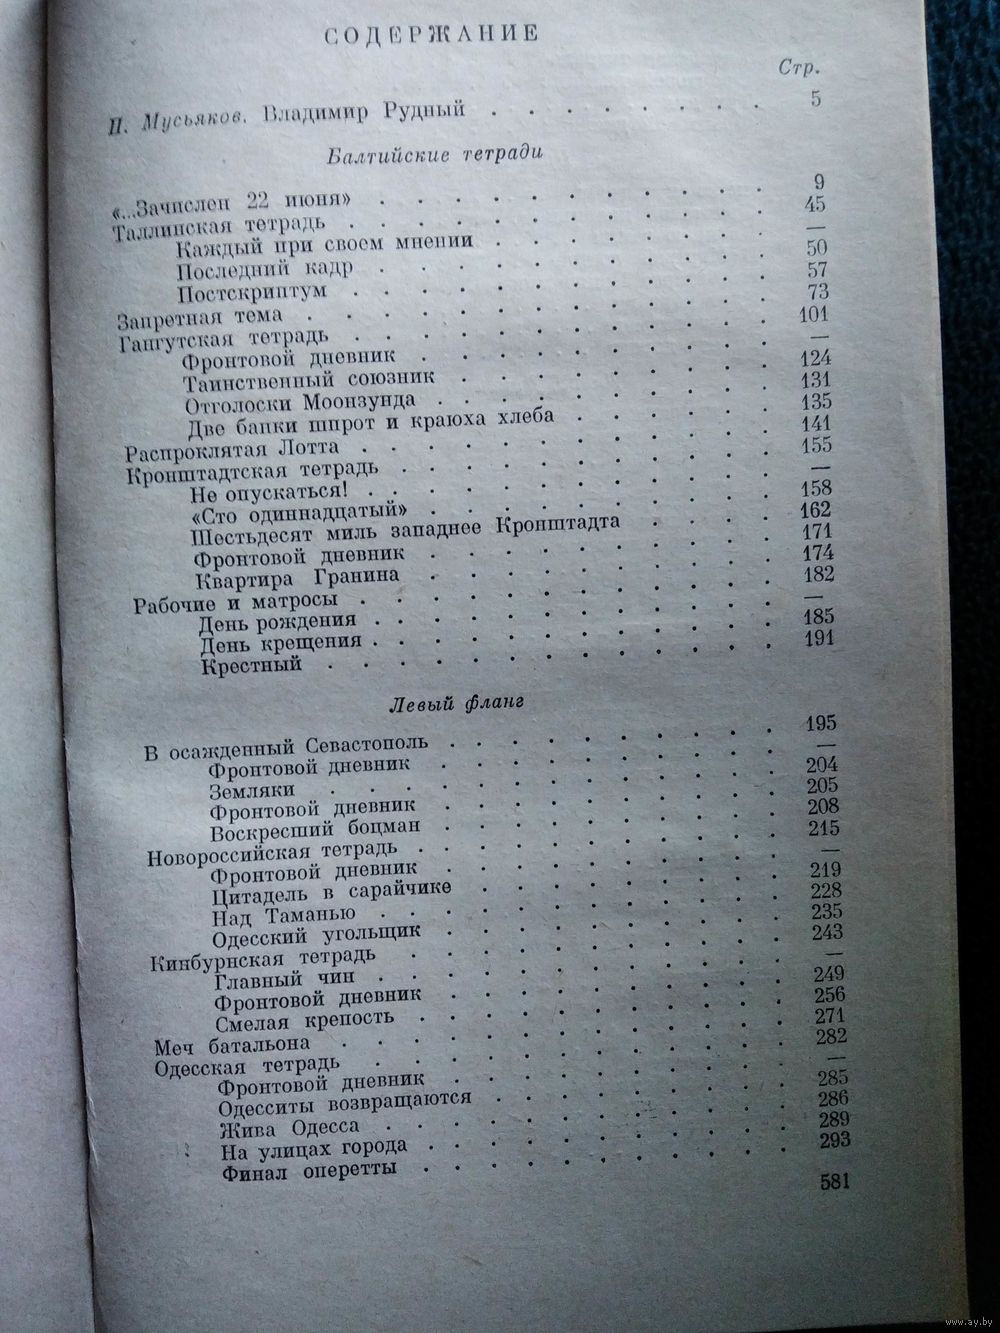 СОДЕРЖАНИЕ
Стр.
П. Мусьяков. Владимир Рудный . . . . . . . . 5
Балтийские тетради
«...Зачислен 22 июня» . . . . . . . . . . . 9
Таллинская тетрадь . . . . . . . . . . . . 45
Каждый при своем мнении . . . . . . . . —
Последний кадр . . . . . . . . . . . 50
Постскриптум . . . . . . . . . . . . 57
Запретная тема . . . . . . . . . . . . . 73
Гангутская тетрадь . . . . . . . . . . . . 101
Фронтовой дневник . . . . . . . . . . —
Таинственный союзник . . . . . . . . . 124
Отголоски Моонзунда . . . . . . . . . 131
Две банки шпрот и краюха хлеба . . . . . . 135
Распроклятая Лотта . . . . . . . . . . . . 141
Кронштадтская тетрадь . . . . . . . . . . . 155
Не опускаться! . . . . . . . . . . . . —
«Сто одиннадцатый» . . . . . . . . . . 158
Шестьдесят миль западнее Кронштадта . . . . 162
Фронтовой дневник . . . . . . . . . . 171
Квартира Гранина . . . . . . . . . . 174
Рабочие и матросы . . . . . . . . . . . . 182
День рождения . . . . . . . . . . . —
День крещения . . . . . . . . . . . 185
Крестный . . . . . . . . . . . . . 191
Левый фланг
В осажденный Севастополь . . . . . . . . . 195
Фронтовой дневник . . . . . . . . . . —
Земляки . . . . . . . . . . . . . 204
Фронтовой дневник . . . . . . . . . . 205
Воскресший боцман . . . . . . . . . . 208
Новороссийская тетрадь . . . . . . . . . . 215
Фронтовой дневник . . . . . . . . . . —
Цитадель в сарайчике . . . . . . . . . 219
Над Таманью . . . . . . . . . . . . 228
Одесский угольщик . . . . . . . . . . 235
Кинбурнская тетрадь . . . . . . . . . . . 243
Главный чин . . . . . . . . . . . . —
Фронтовой дневник . . . . . . . . . . 249
Смелая крепость . . . . . . . . . . . 256
Меч батальона . . . . . . . . . . . . . 271
Одесская тетрадь . . . . . . . . . . . . 282
Фронтовой дневник . . . . . . . . . . —
Одесситы возвращаются . . . . . . . . . 285
Жива Одесса . . . . . . . . . . . . 286
На улицах города . . . . . . . . . . . 289
Финал оперетты . . . . . . . . . . . 293
581
www.ay.by